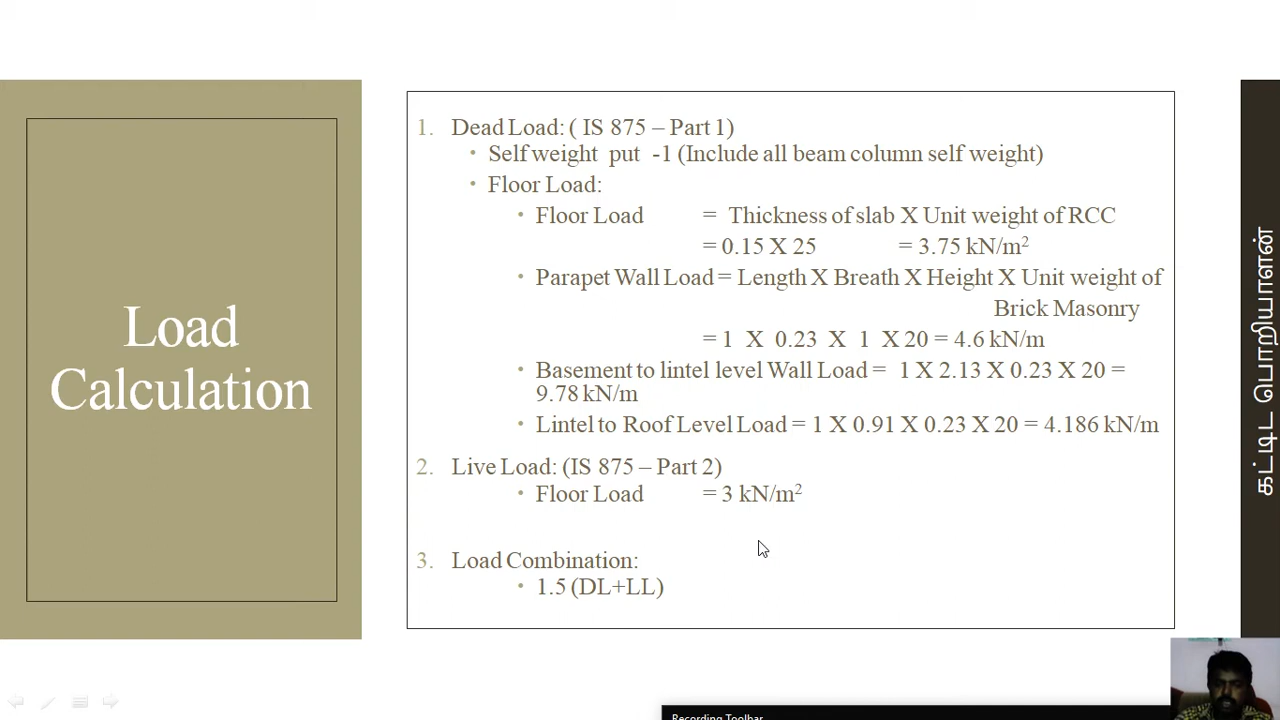 Load
Calculation
1. Dead Load: ( IS 875 – Part 1)
• Self weight put -1 (Include all beam column self weight)
• Floor Load:
• Floor Load = Thickness of slab X Unit weight of RCC
= 0.15 X 25 = 3.75 kN/m²
• Parapet Wall Load = Length X Breath X Height X Unit weight of
Brick Masonry
= 1 X 0.23 X 1 X 20 = 4.6 kN/m
• Basement to lintel level Wall Load = 1 X 2.13 X 0.23 X 20 =
9.78 kN/m
• Lintel to Roof Level Load = 1 X 0.91 X 0.23 X 20 = 4.186 kN/m
2. Live Load: (IS 875 – Part 2)
• Floor Load = 3 kN/m²
3. Load Combination:
• 1.5 (DL+LL)
கட்டிட பொறியாளன்
Recording Toolbar